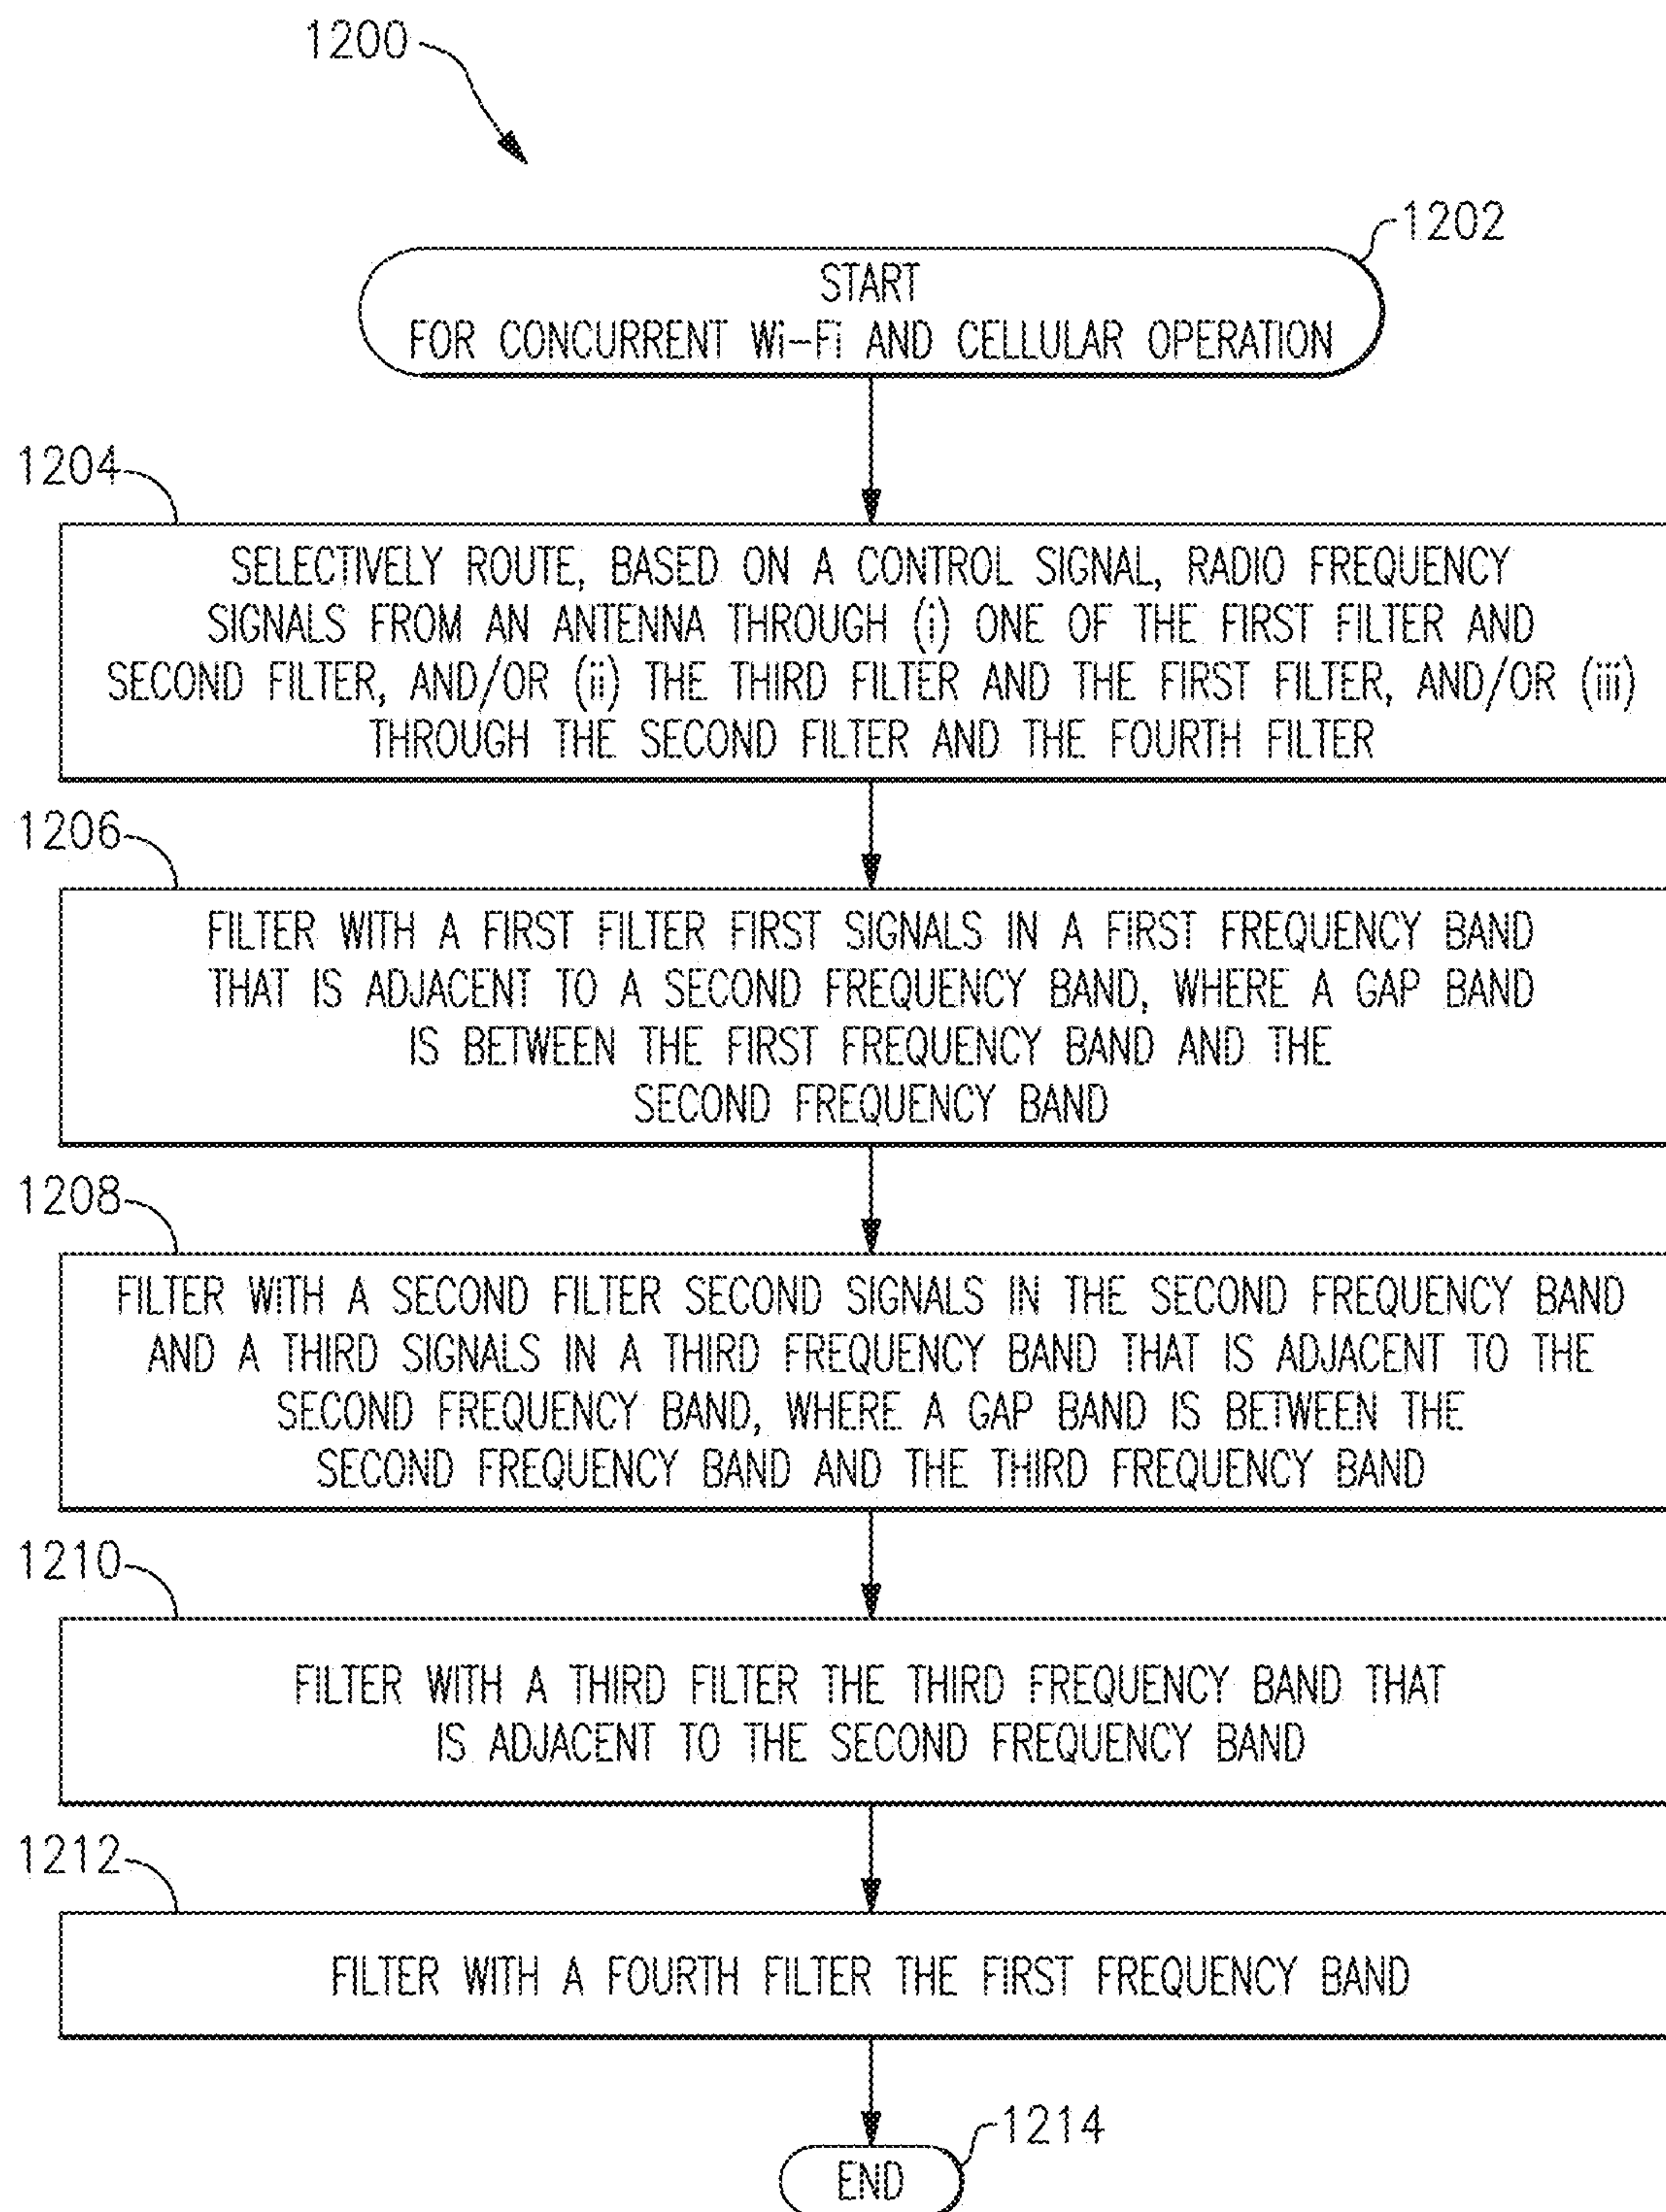 1200
1202
START
FOR CONCURRENT Wi-Fi AND CELLULAR OPERATION
1204
SELECTIVELY ROUTE, BASED ON A CONTROL SIGNAL, RADIO FREQUENCY
SIGNALS FROM AN ANTENNA THROUGH (i) ONE OF THE FIRST FILTER AND
SECOND FILTER, AND/OR (ii) THE THIRD FILTER AND THE FIRST FILTER, AND/OR (iii)
THROUGH THE SECOND FILTER AND THE FOURTH FILTER
1206
FILTER WITH A FIRST FILTER FIRST SIGNALS IN A FIRST FREQUENCY BAND
THAT IS ADJACENT TO A SECOND FREQUENCY BAND, WHERE A GAP BAND
IS BETWEEN THE FIRST FREQUENCY BAND AND THE
SECOND FREQUENCY BAND
1208
FILTER WITH A SECOND FILTER SECOND SIGNALS IN THE SECOND FREQUENCY BAND
AND A THIRD SIGNALS IN A THIRD FREQUENCY BAND THAT IS ADJACENT TO THE
SECOND FREQUENCY BAND, WHERE A GAP BAND IS BETWEEN THE
SECOND FREQUENCY BAND AND THE THIRD FREQUENCY BAND
1210
FILTER WITH A THIRD FILTER THE THIRD FREQUENCY BAND THAT
IS ADJACENT TO THE SECOND FREQUENCY BAND
1212
FILTER WITH A FOURTH FILTER THE FIRST FREQUENCY BAND
1214
END